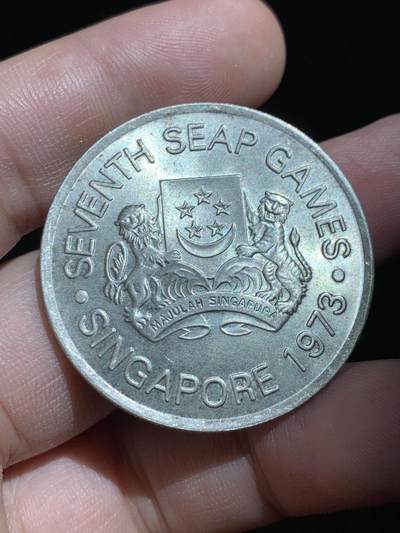 SEVENTH SEAP GAMES
SINGAPORE 1973
MAJULAH SINGAPURA